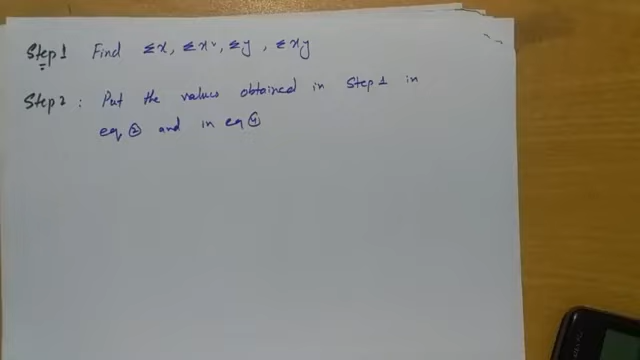 Step 1 Find Σx, Σx², Σy, Σxy
Step 2: Put the values obtained in Step 1 in
eq ② and in eq ④